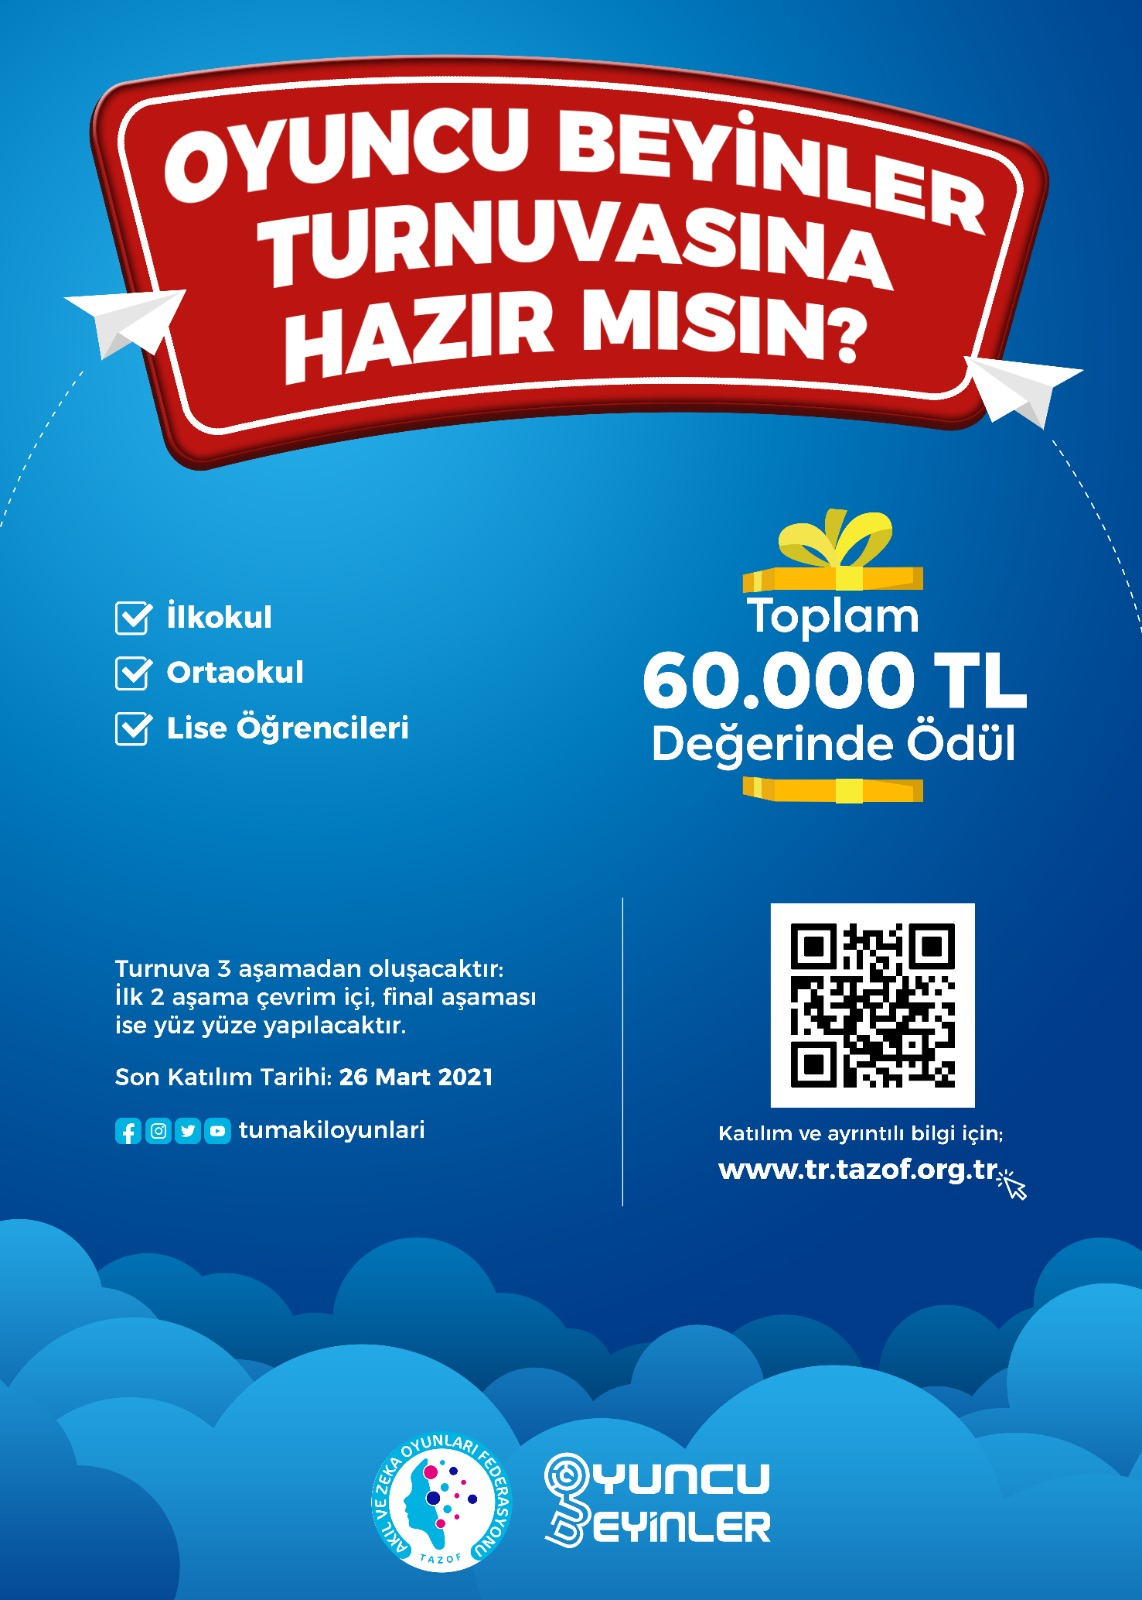 OYUNCU BEYİNLER
TURNUVASINA
HAZIR MISIN?
İlkokul
Ortaokul
Lise Öğrencileri
Toplam
60.000 TL
Değerinde Ödül
Turnuva 3 aşamadan oluşacaktır:
İlk 2 aşama çevrim içi, final aşaması
ise yüz yüze yapılacaktır.
Son Katılım Tarihi: 26 Mart 2021
tumakiloyunlari
Katılım ve ayrıntılı bilgi için;
www.tr.tazof.org.tr
AKIL VE ZEKA OYUNLARI FEDERASYONU
TAZOF
OYUNCU
BEYİNLER